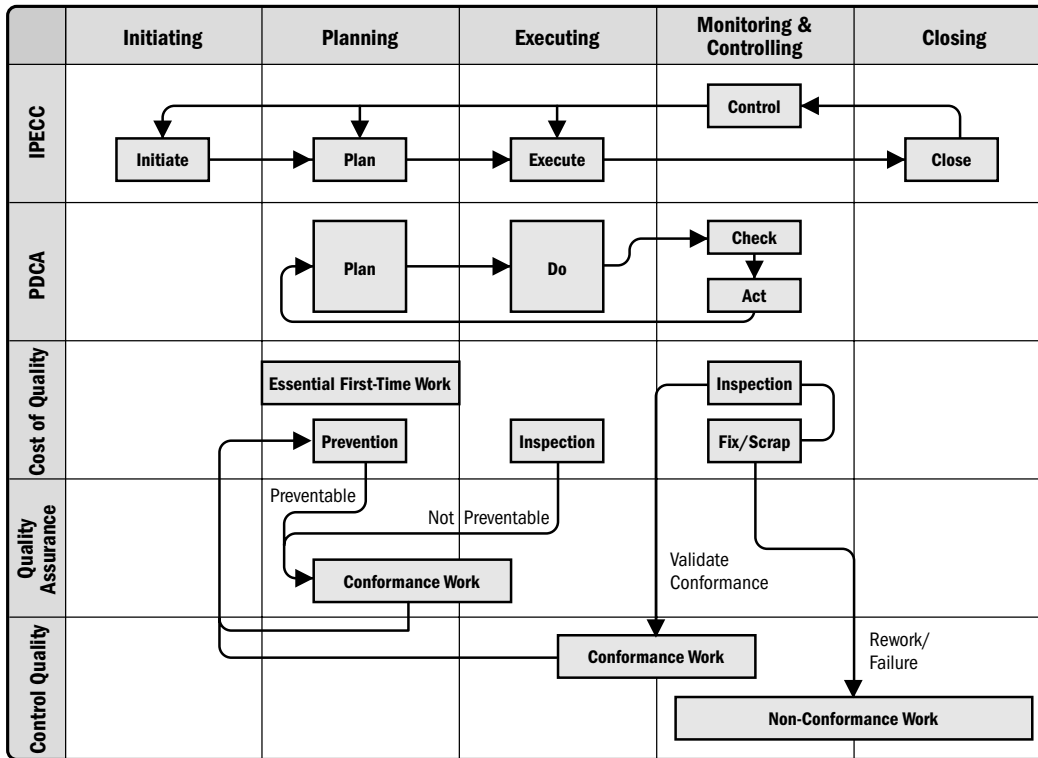 Initiating
Planning
Executing
Monitoring &
Controlling
Closing
IPECC
Control
Initiate
Plan
Execute
Close
PDCA
Plan
Do
Check
Act
Cost of Quality
Essential First-Time Work
Inspection
Prevention
Inspection
Fix/Scrap
Quality
Assurance
Preventable
Not Preventable
Conformance Work
Validate
Conformance
Control Quality
Conformance Work
Rework/
Failure
Non-Conformance Work